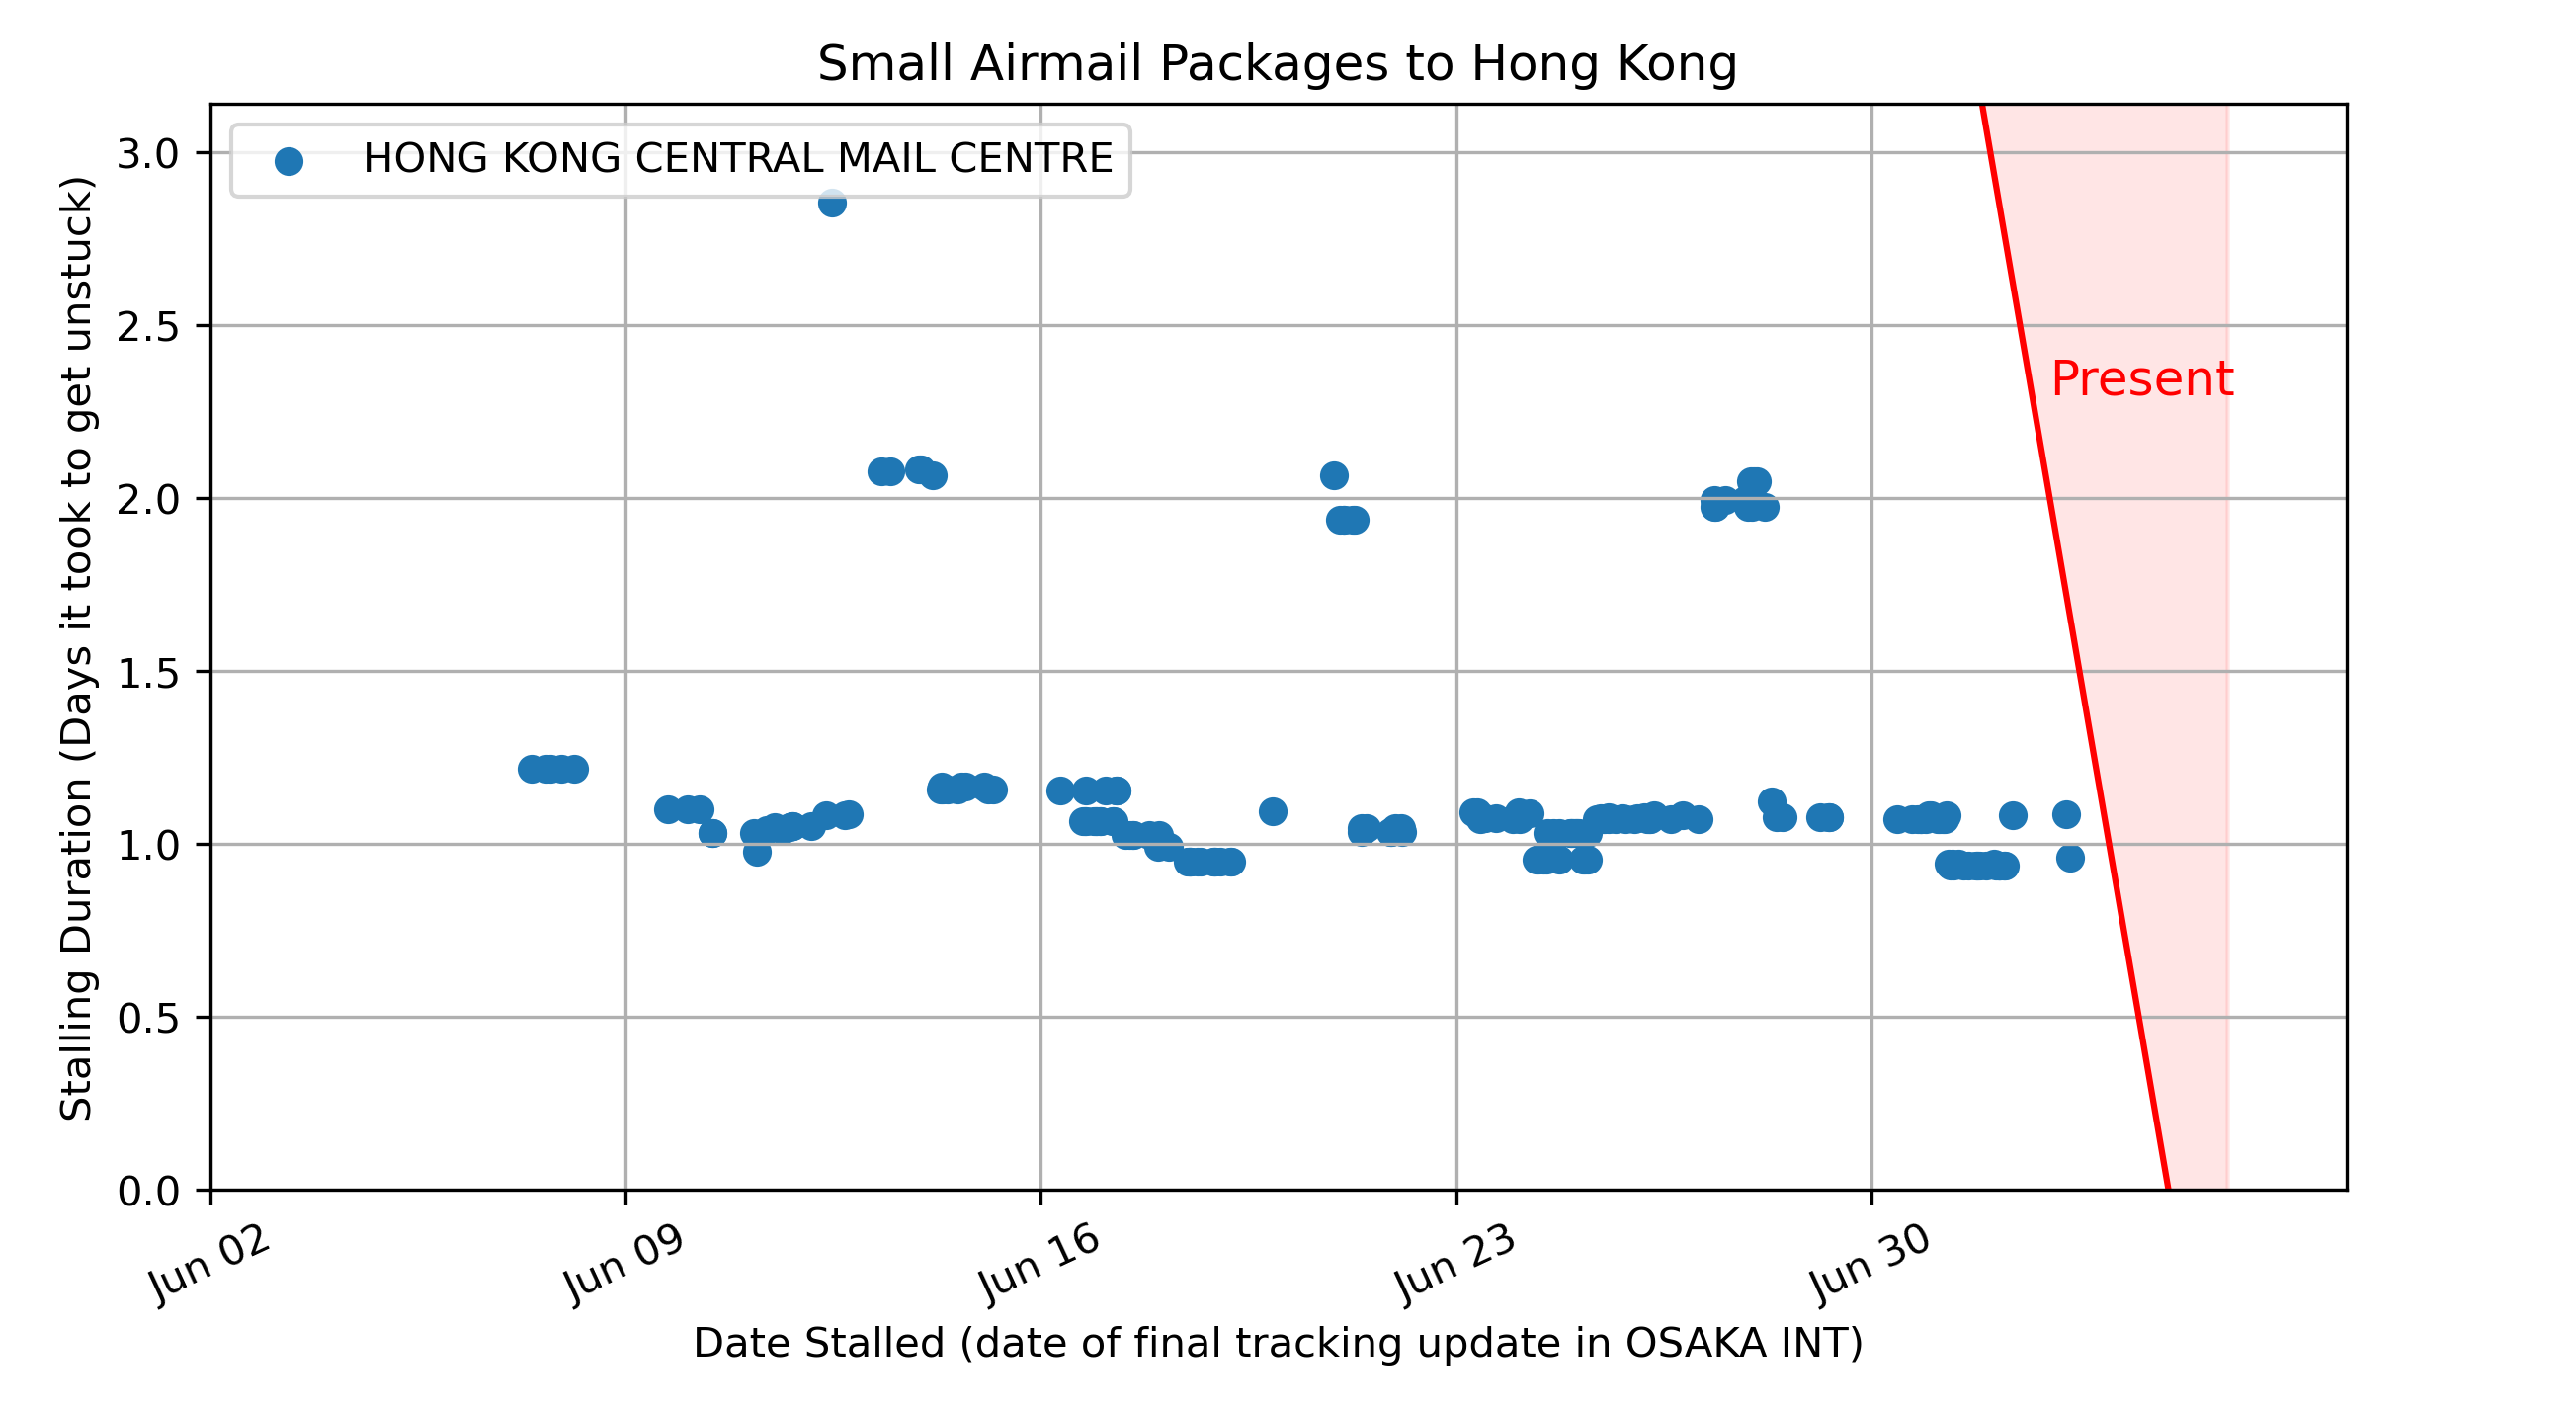 Small Airmail Packages to Hong Kong
HONG KONG CENTRAL MAIL CENTRE
3.0
2.5
2.0
1.5
1.0
0.5
0.0
Stalling Duration (Days it took to get unstuck)
Present
Jun 02
Jun 09
Jun 16
Jun 23
Jun 30
Date Stalled (date of final tracking update in OSAKA INT)